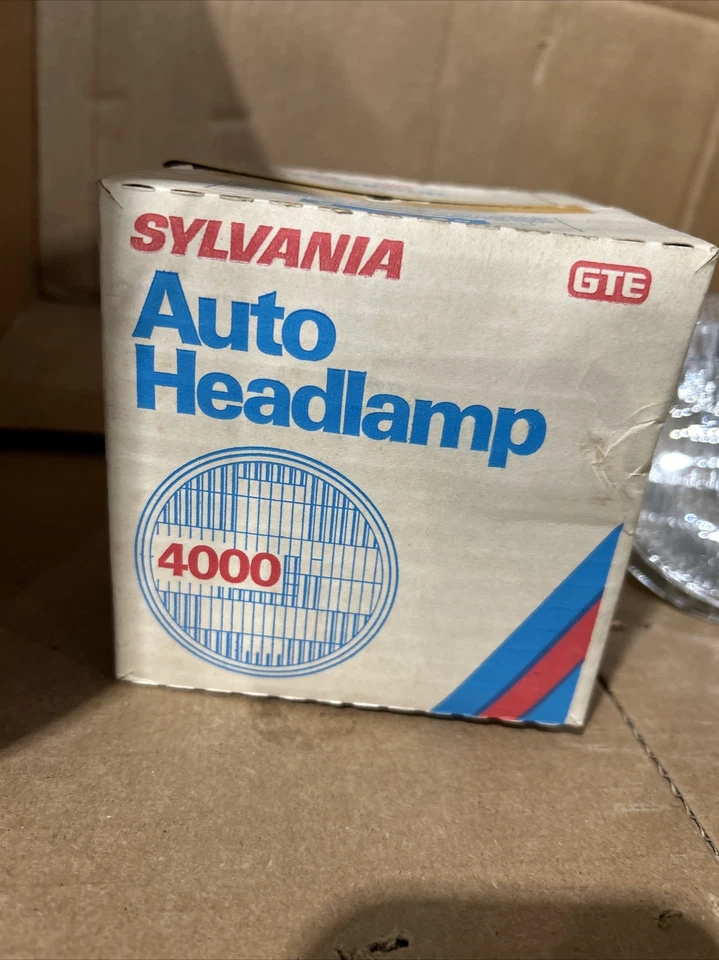 SYLVANIA
GTE
Auto
Headlamp
4000